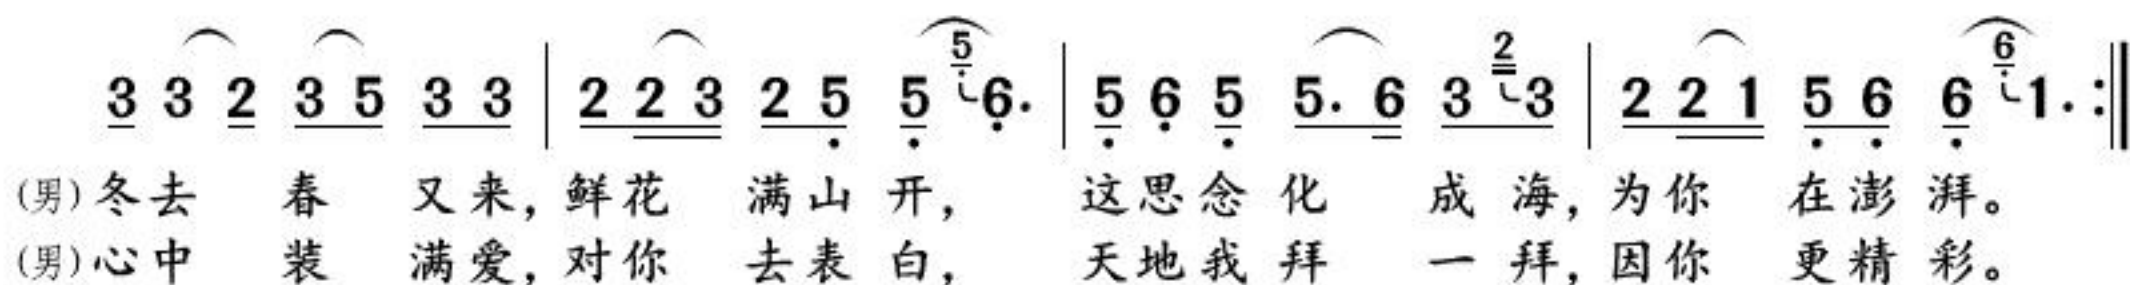 3 3 2 3 5 3 3 | 2 2 3 2 5 5 5 6. | 5 6 5 5. 6 3 2 3 | 2 2 1 5 6 6 6 1. :||
(男)冬去 春 又来,鲜花 满山 开, 这思念 化 成 海,为你 在澎 湃。
(男)心中 装 满爱,对你 去表 白, 天地我 拜 一 拜,因你 更精 彩。